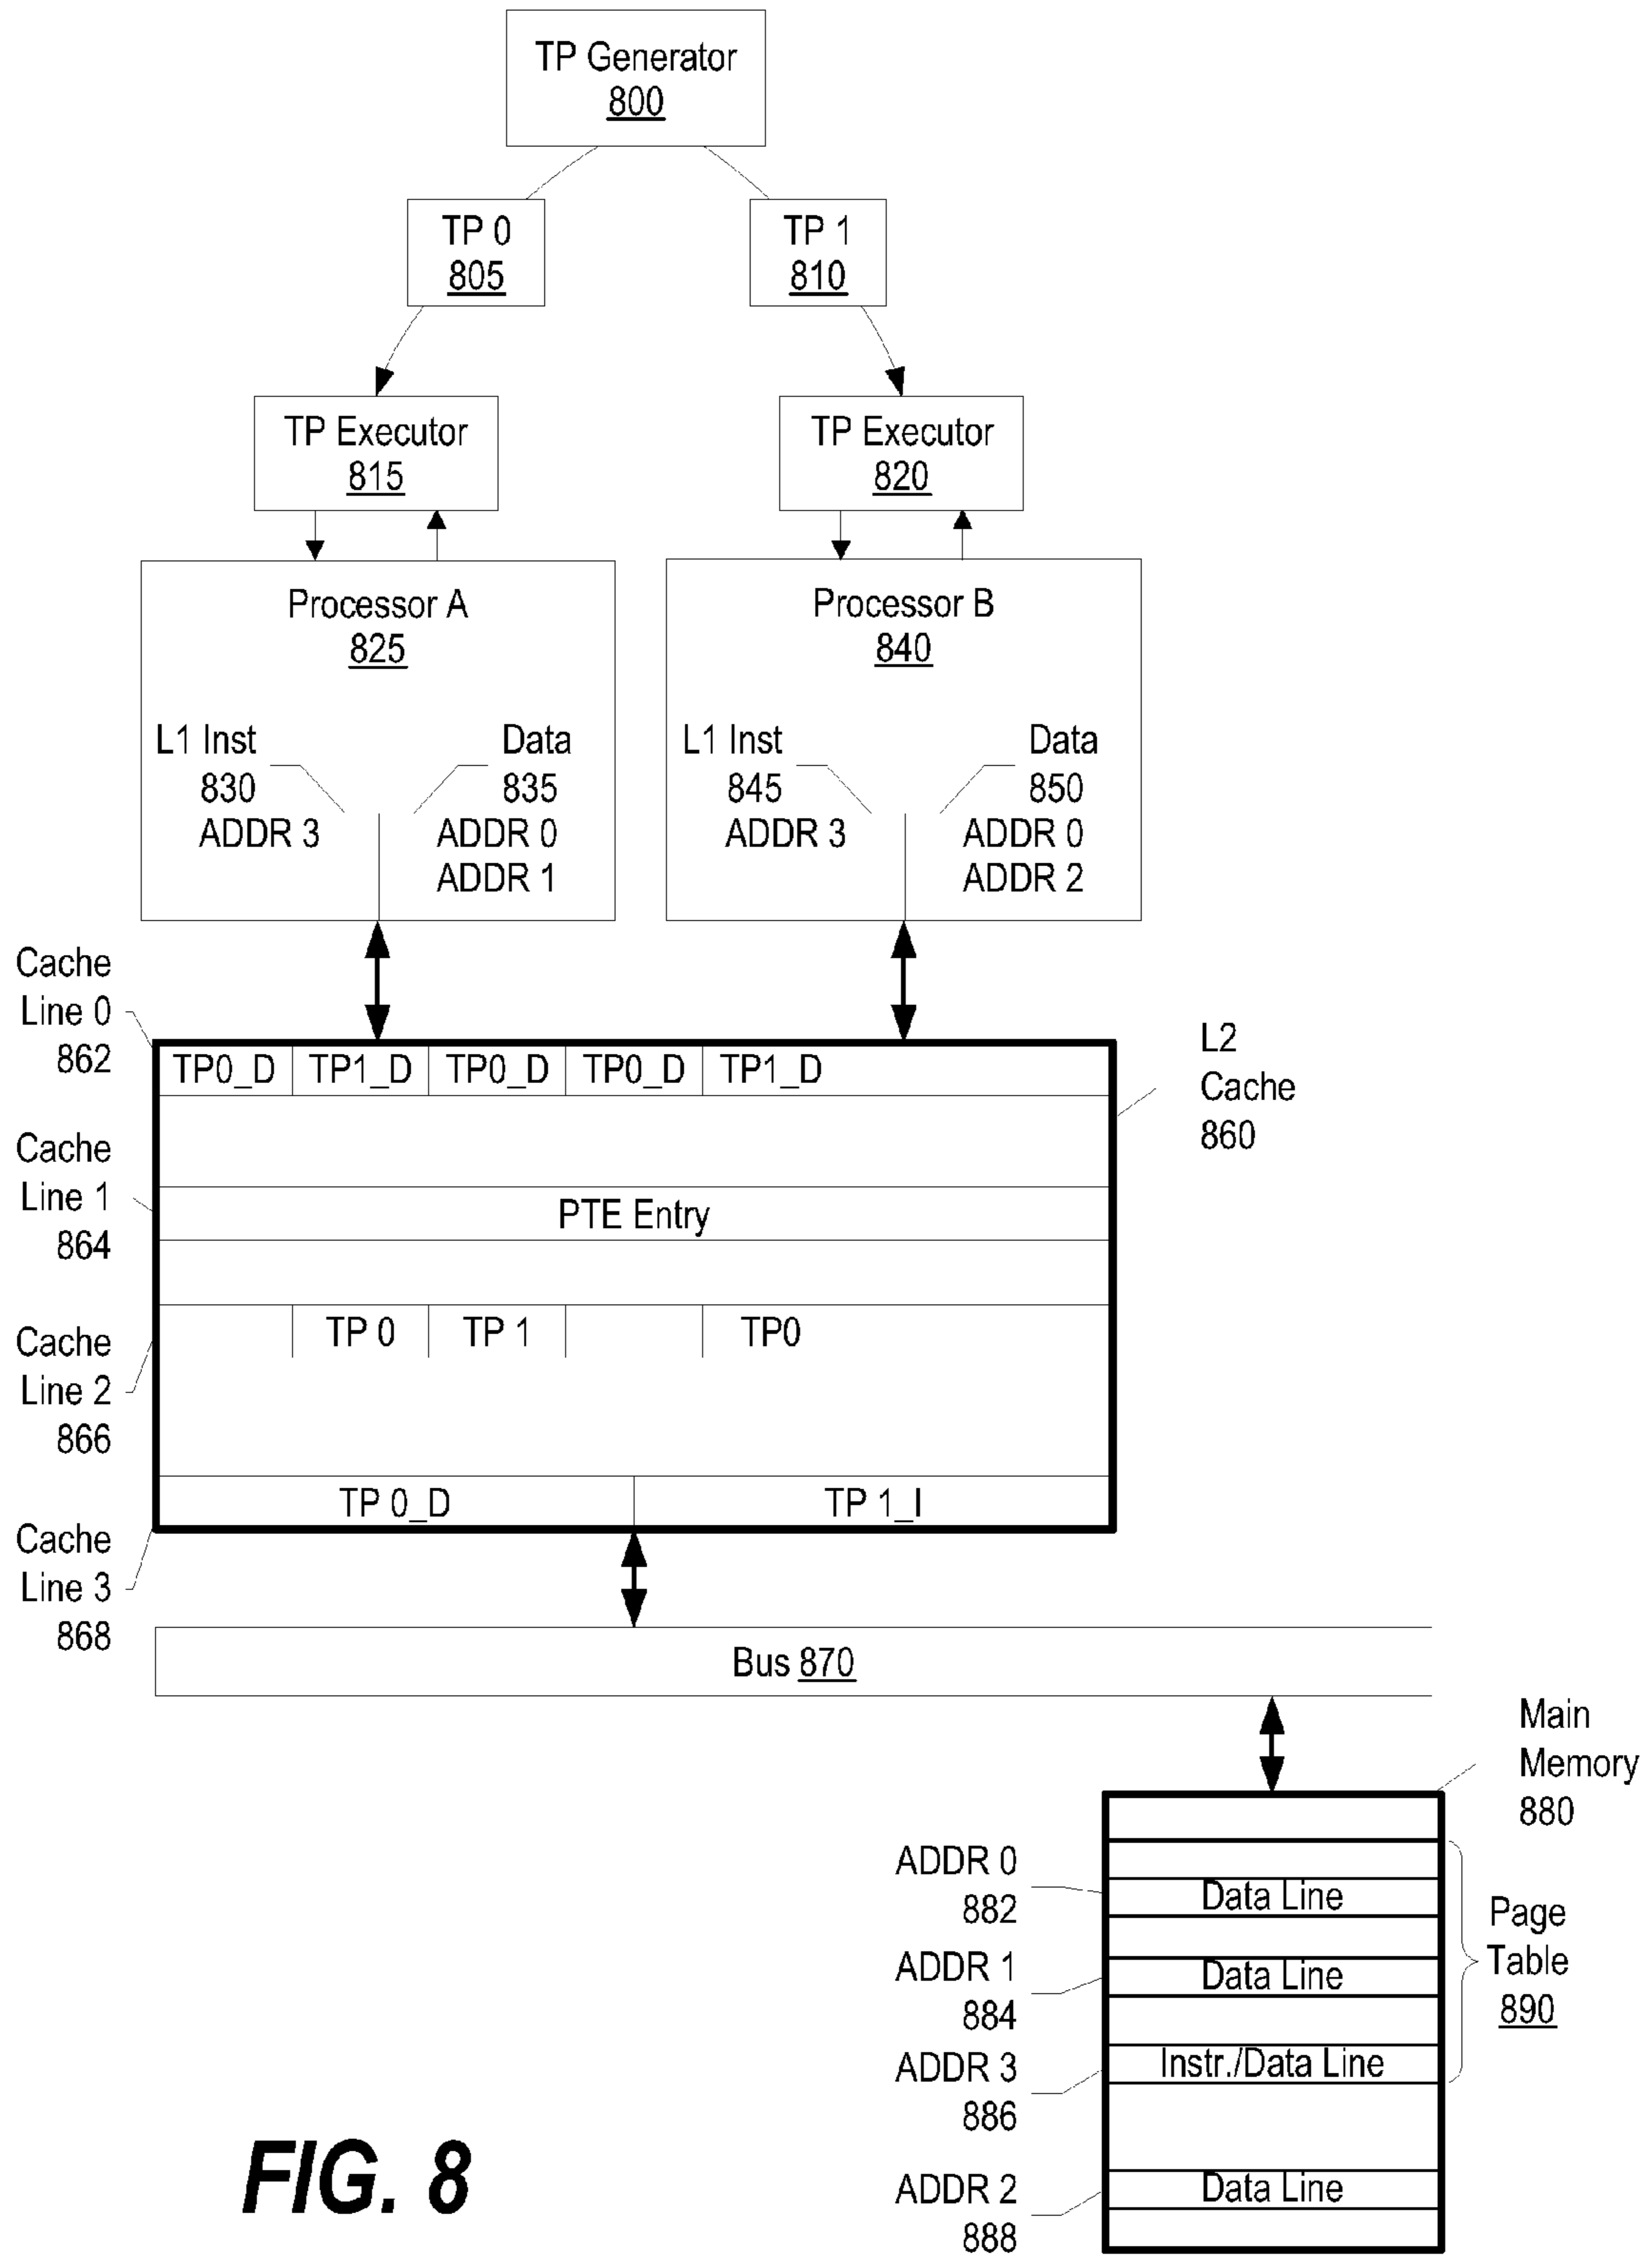 TP Generator
800
TP 0
805
TP 1
810
TP Executor
815
TP Executor
820
Processor A
825
L1 Inst
830
ADDR 3
Data
835
ADDR 0
ADDR 1
Processor B
840
L1 Inst
845
ADDR 3
Data
850
ADDR 0
ADDR 2
Cache
Line 0
862
TP0_D TP1_D TP0_D TP0_D TP1_D
L2
Cache
860
Cache
Line 1
864
PTE Entry
Cache
Line 2
866
TP 0 TP 1 TP0
Cache
Line 3
868
TP 0_D TP 1_I
Bus 870
Main
Memory
880
ADDR 0
882
Data Line
ADDR 1
884
Data Line
Page
Table
890
ADDR 3
886
Instr./Data Line
ADDR 2
888
Data Line
FIG. 8